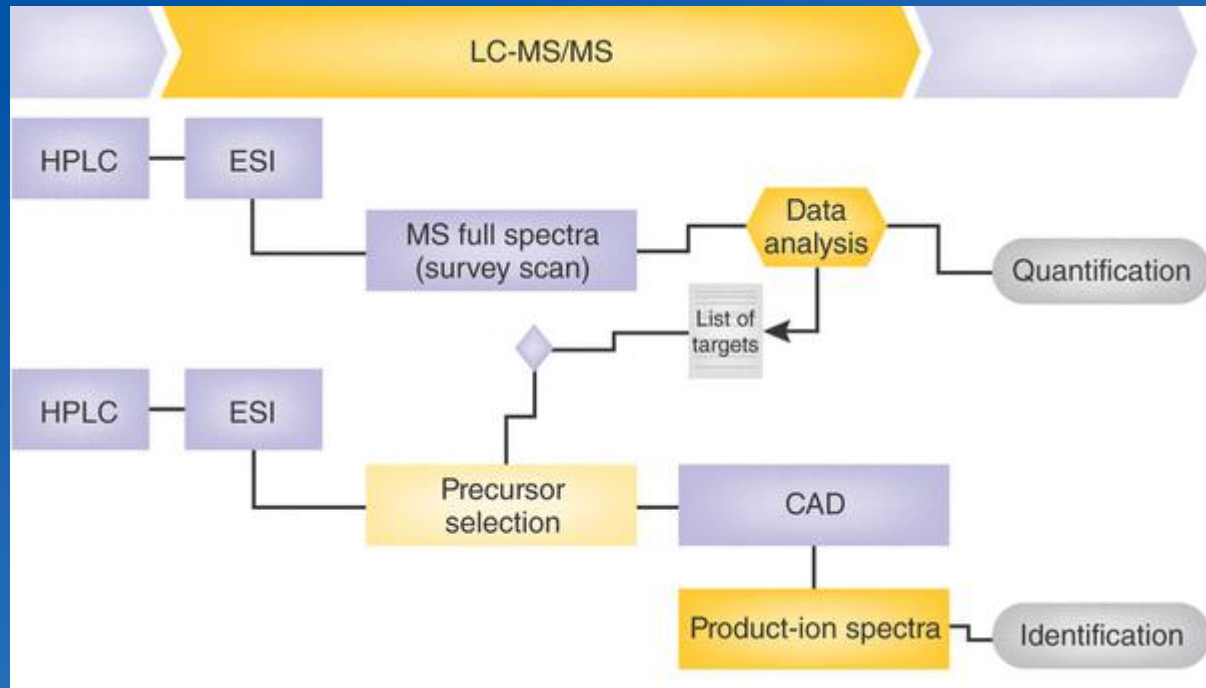 LC-MS/MS
HPLC
ESI
MS full spectra
(survey scan)
Data
analysis
Quantification
List of
targets
HPLC
ESI
Precursor
selection
CAD
Product-ion spectra
Identification